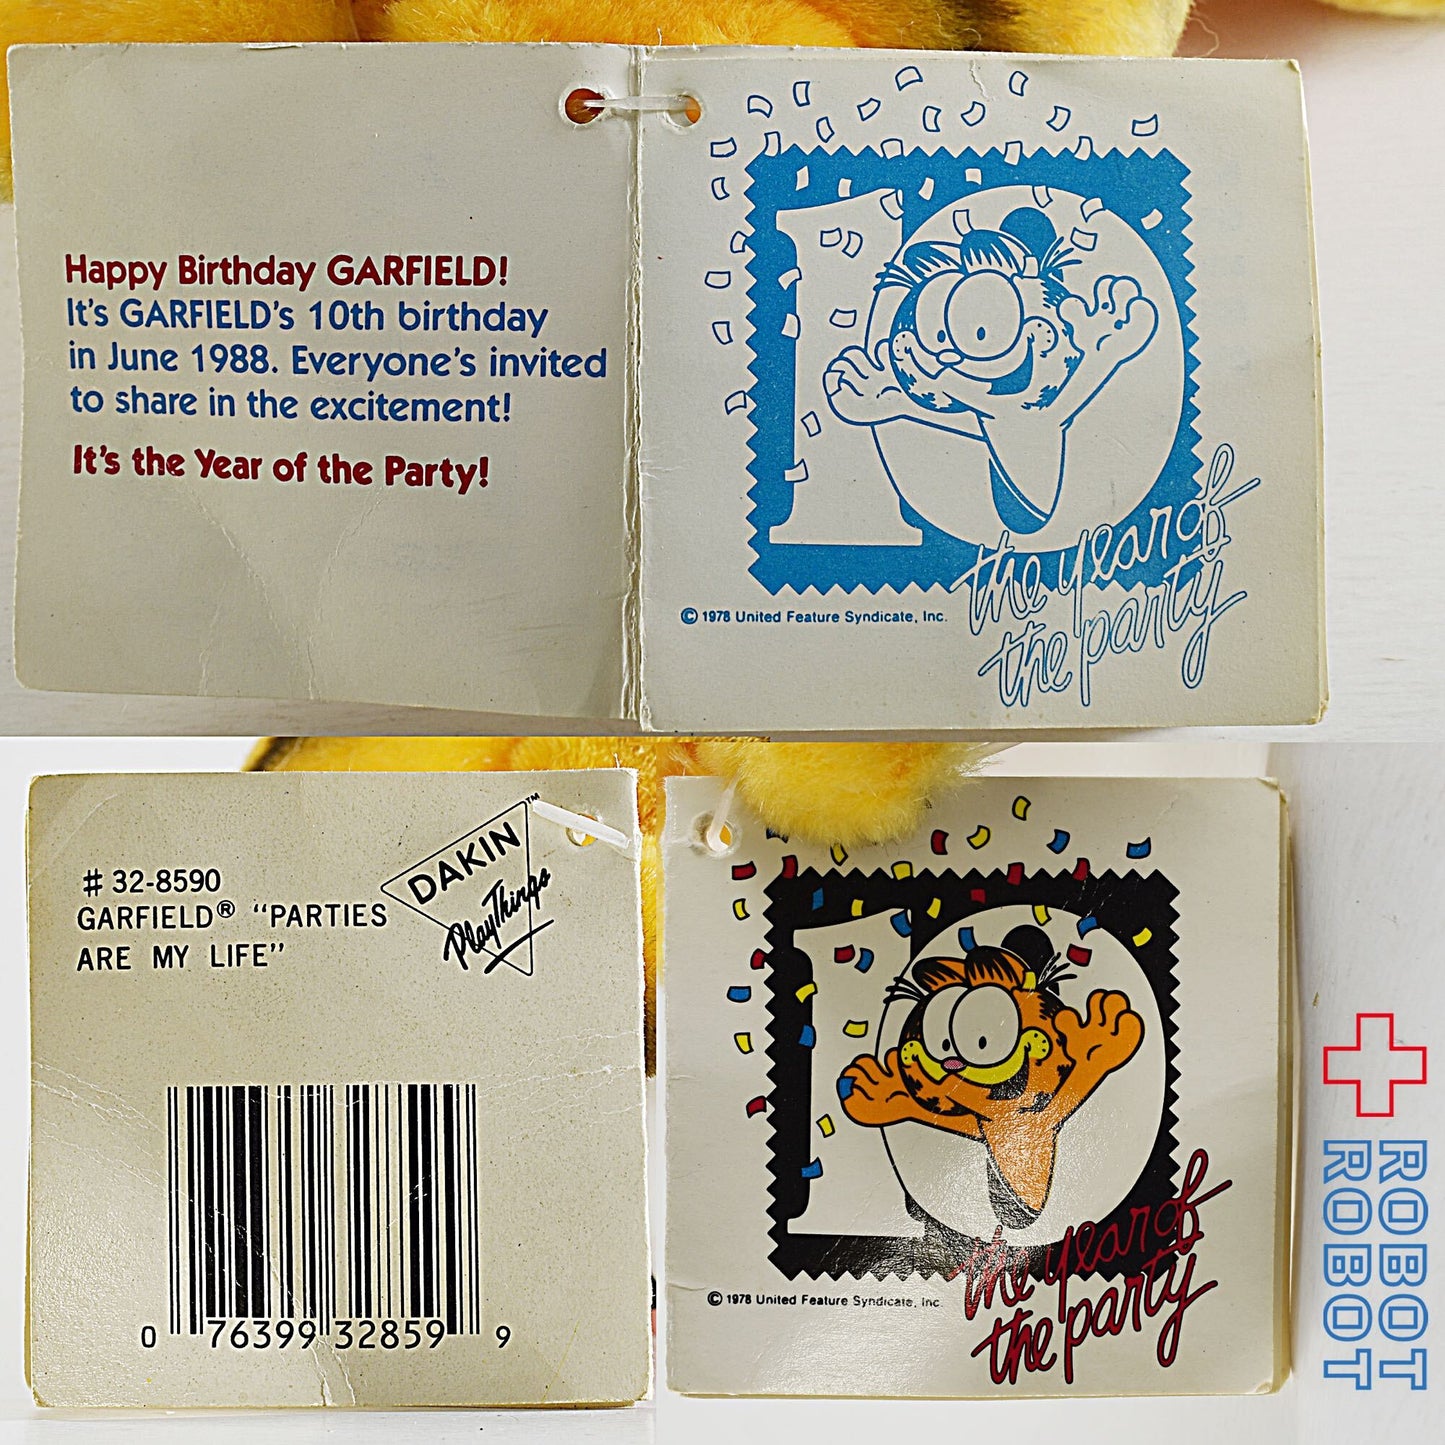 Happy Birthday GARFIELD!
It's GARFIELD's 10th birthday
in June 1988. Everyone's invited
to share in the excitement!
It's the Year of the Party!
10
© 1978 United Feature Syndicate, Inc.
the year of
the party
# 32-8590
GARFIELD® "PARTIES
ARE MY LIFE"
DAKIN™
PlayThings
0 76399 32859 9
10
© 1978 United Feature Syndicate, Inc.
the year of
the party
ROBOT
ROBOT